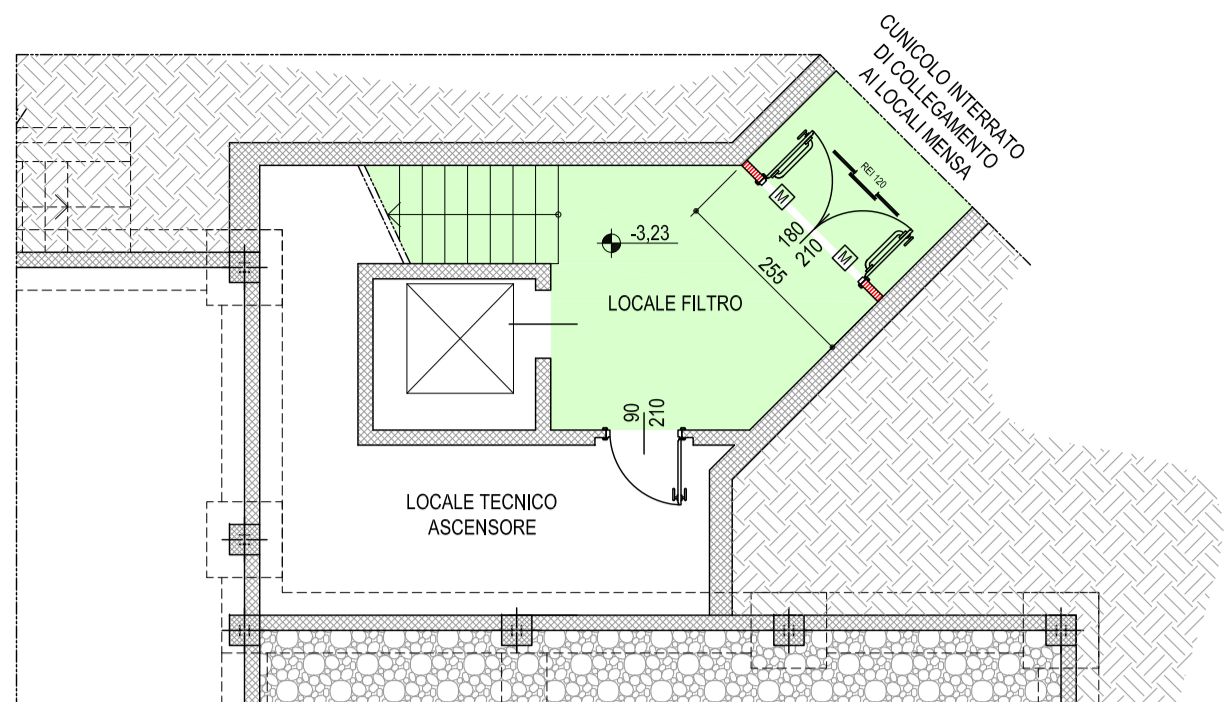 CUNICOLO INTERRATO
DI COLLEGAMENTO
AI LOCALI MENSA
REI 120
M
180
210
M
255
-3,23
LOCALE FILTRO
90
210
LOCALE TECNICO
ASCENSORE